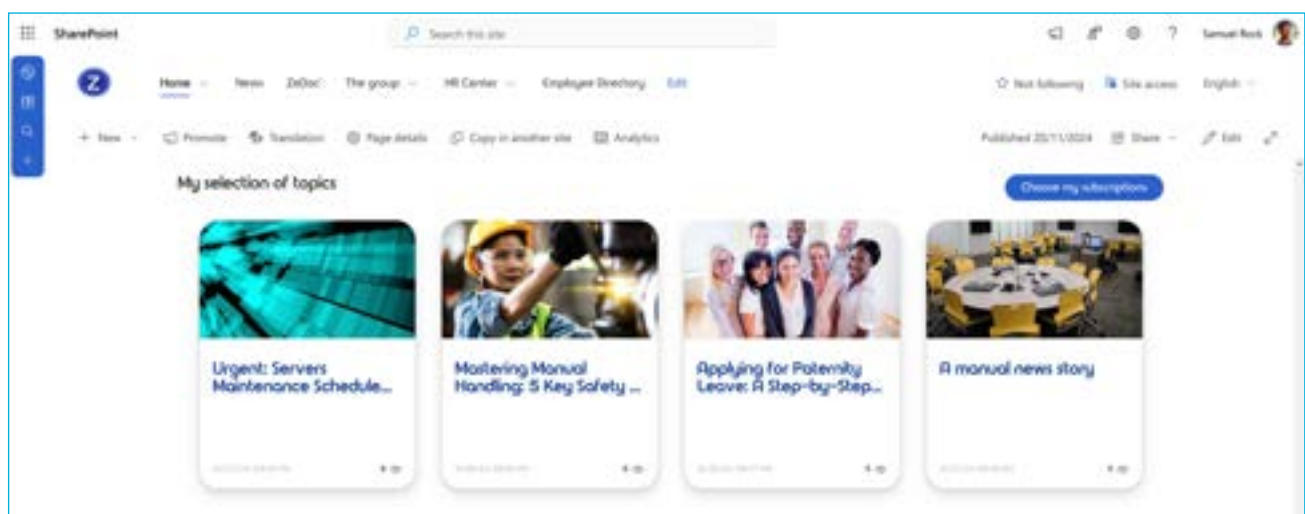 SharePoint
Search this site
Samuel Rock
Z
Home
News
ZeDoc
The group
HR Center
Employee Directory
Edit
Not following
Site access
English
+ New
Promote
Translation
Page details
Copy in another site
Analytics
Published 20/11/2024
Share
Edit
My selection of topics
Choose my subscriptions
Urgent: Servers
Maintenance Schedule...
Mastering Manual
Handling: 5 Key Safety ...
Applying for Paternity
Leave: A Step-by-Step...
A manual news story